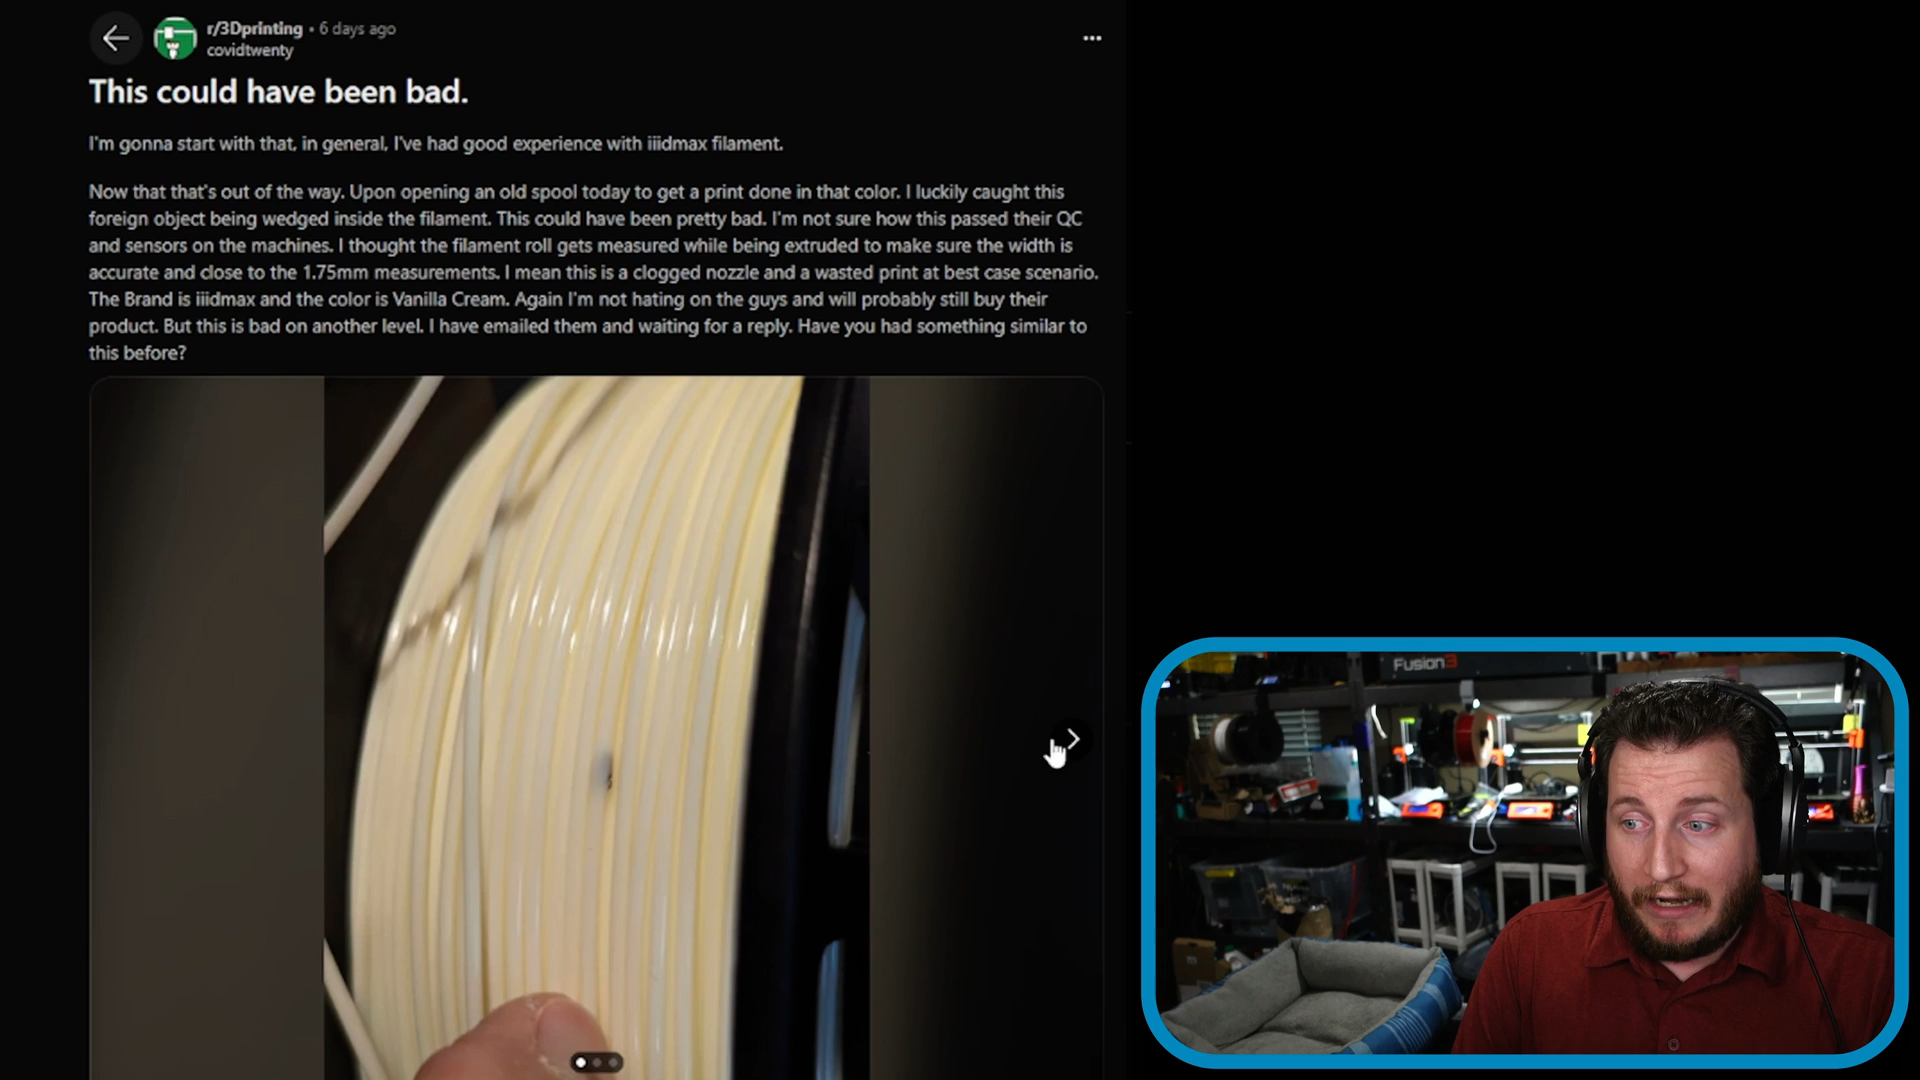 r/3Dprinting • 6 days ago
covidtwenty
This could have been bad.
I'm gonna start with that, in general, I've had good experience with iiidmax filament.
Now that that's out of the way. Upon opening an old spool today to get a print done in that color. I luckily caught this
foreign object being wedged inside the filament. This could have been pretty bad. I'm not sure how this passed their QC
and sensors on the machines. I thought the filament roll gets measured while being extruded to make sure the width is
accurate and close to the 1.75mm measurements. I mean this is a clogged nozzle and a wasted print at best case scenario.
The Brand is iiidmax and the color is Vanilla Cream. Again I'm not hating on the guys and will probably still buy their
product. But this is bad on another level. I have emailed them and waiting for a reply. Have you had something similar to
this before?
Fusion3